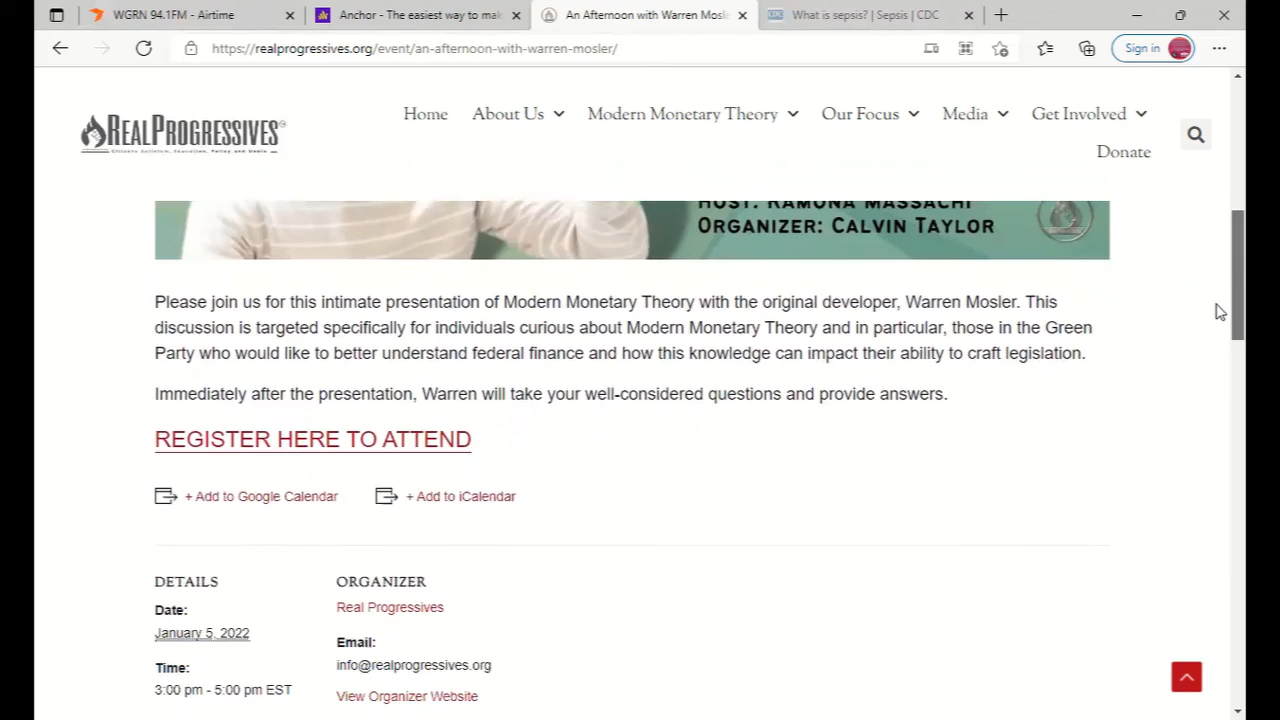 WGRN 94.1FM - Airtime
Anchor - The easiest way to mak
An Afternoon with Warren Mosle
What is sepsis? | Sepsis | CDC
https://realprogressives.org/event/an-afternoon-with-warren-mosler/
Sign in
REALPROGRESSIVES
Home
About Us
Modern Monetary Theory
Our Focus
Media
Get Involved
Donate
HOST: RAMONA MASSACHI
ORGANIZER: CALVIN TAYLOR
Please join us for this intimate presentation of Modern Monetary Theory with the original developer, Warren Mosler. This
discussion is targeted specifically for individuals curious about Modern Monetary Theory and in particular, those in the Green
Party who would like to better understand federal finance and how this knowledge can impact their ability to craft legislation.
Immediately after the presentation, Warren will take your well-considered questions and provide answers.
REGISTER HERE TO ATTEND
+ Add to Google Calendar
+ Add to iCalendar
DETAILS
Date:
January 5, 2022
Time:
3:00 pm - 5:00 pm EST
ORGANIZER
Real Progressives
Email:
info@realprogressives.org
View Organizer Website